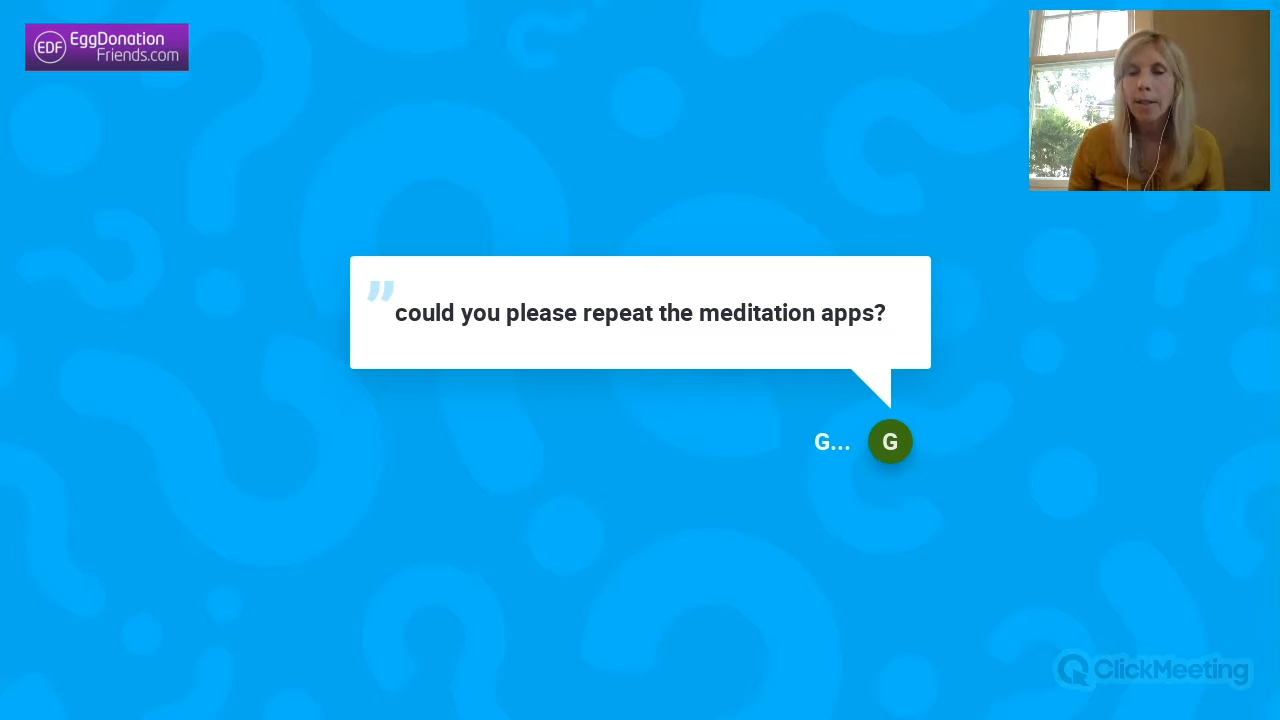 EDF EggDonation
Friends.com
could you please repeat the meditation apps?
G... G
ClickMeeting